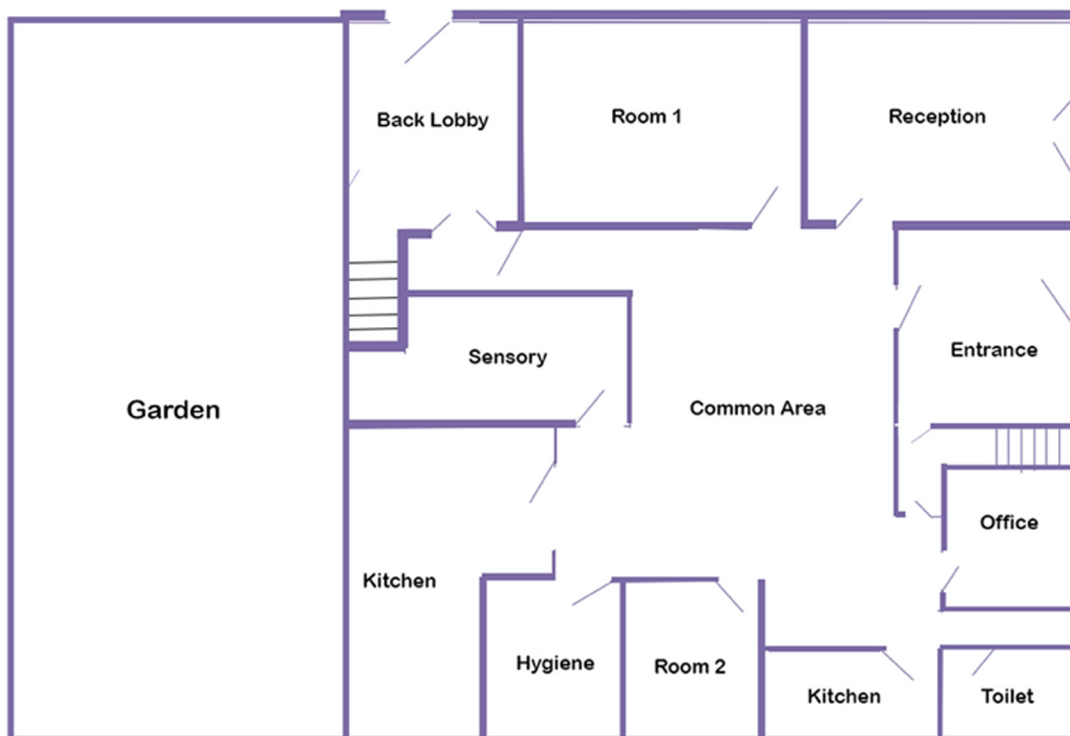 Back Lobby
Room 1
Reception
Sensory
Entrance
Garden
Common Area
Office
Kitchen
Hygiene
Room 2
Kitchen
Toilet